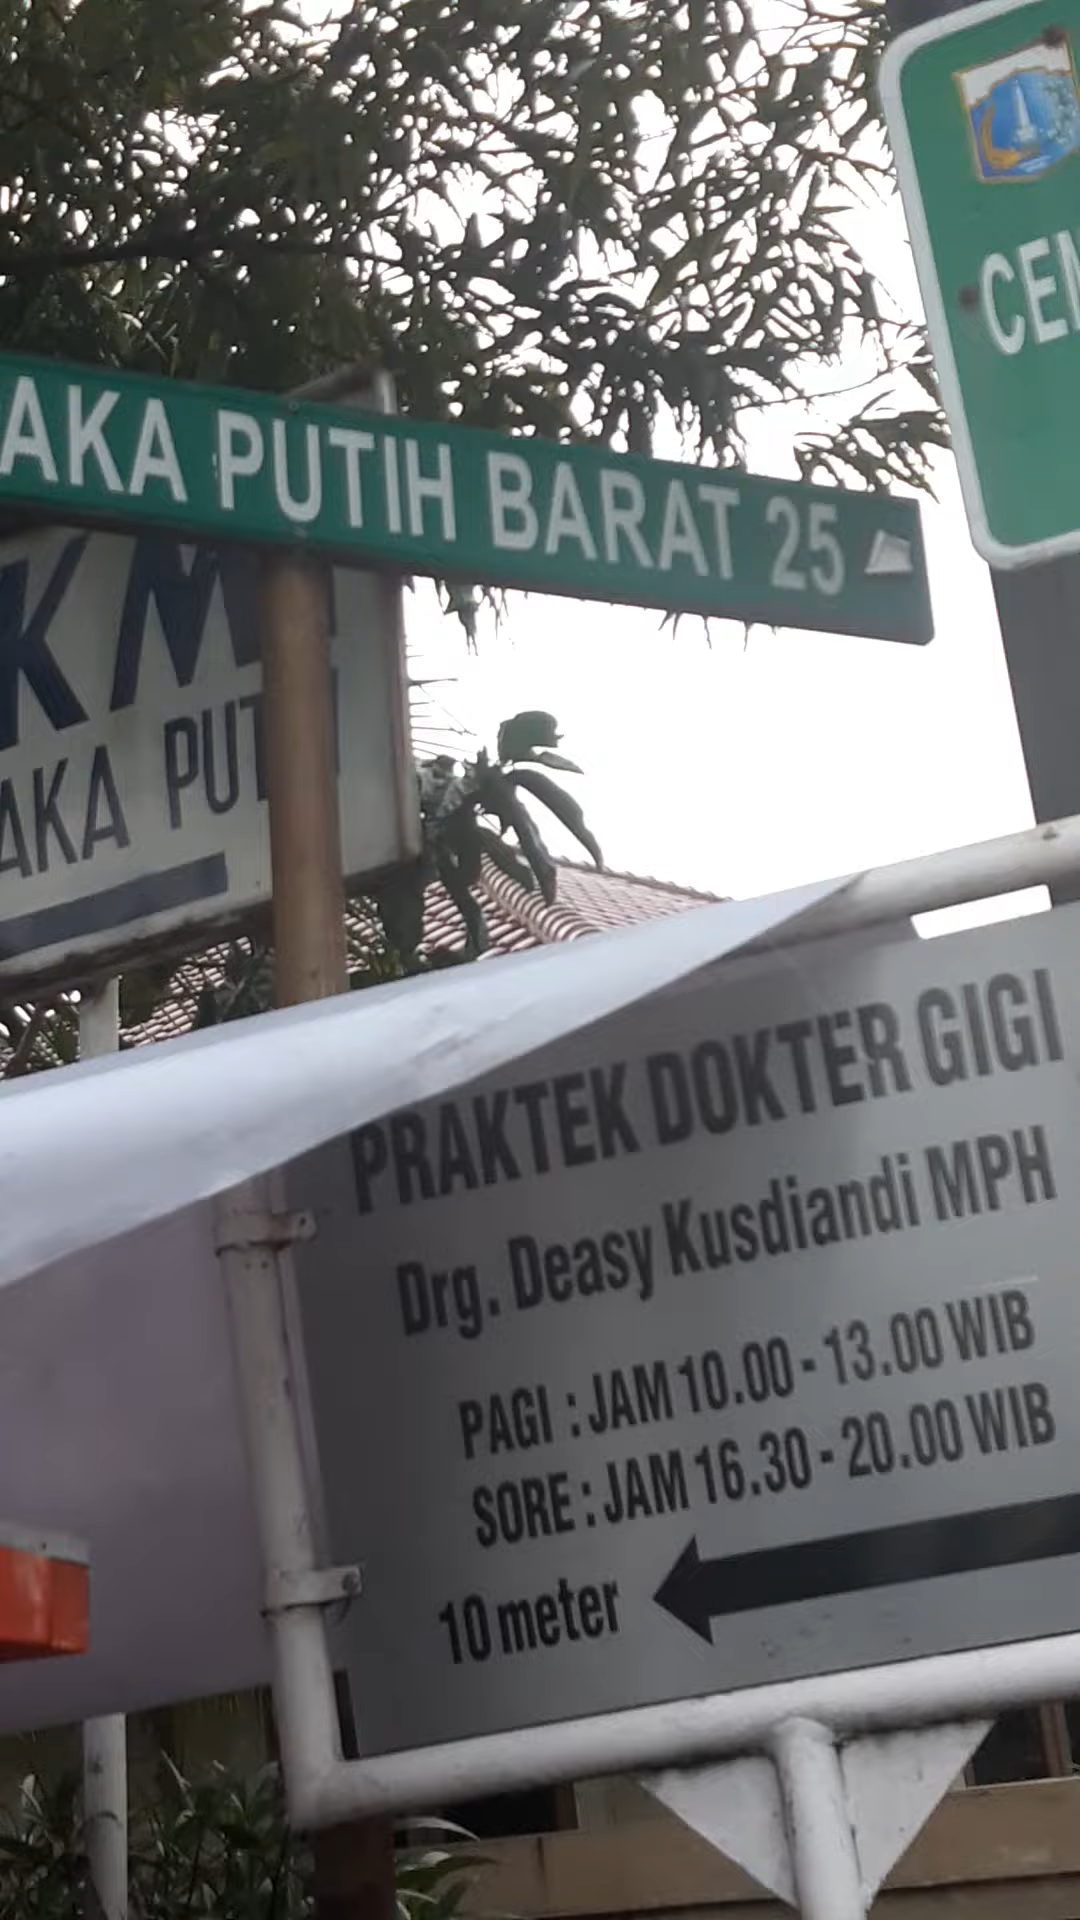 CEM
AKA PUTIH BARAT 25
KM
AKA PUT
PRAKTEK DOKTER GIGI
Drg. Deasy Kusdiandi MPH
PAGI : JAM 10.00 - 13.00 WIB
SORE : JAM 16.30 - 20.00 WIB
10 meter